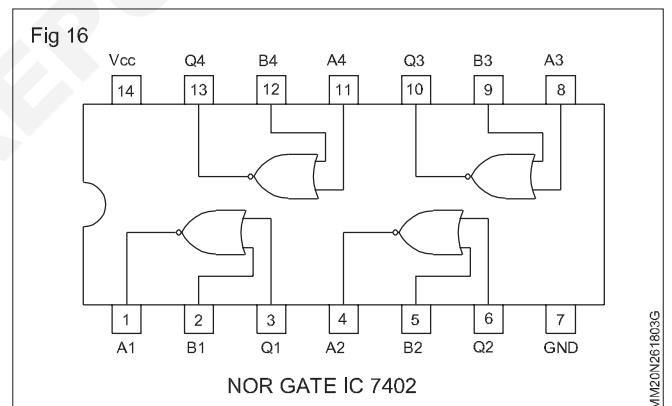 Fig 16
Vcc Q4 B4 A4 Q3 B3 A3
14 13 12 11 10 9 8
1 2 3 4 5 6 7
A1 B1 Q1 A2 B2 Q2 GND
NOR GATE IC 7402